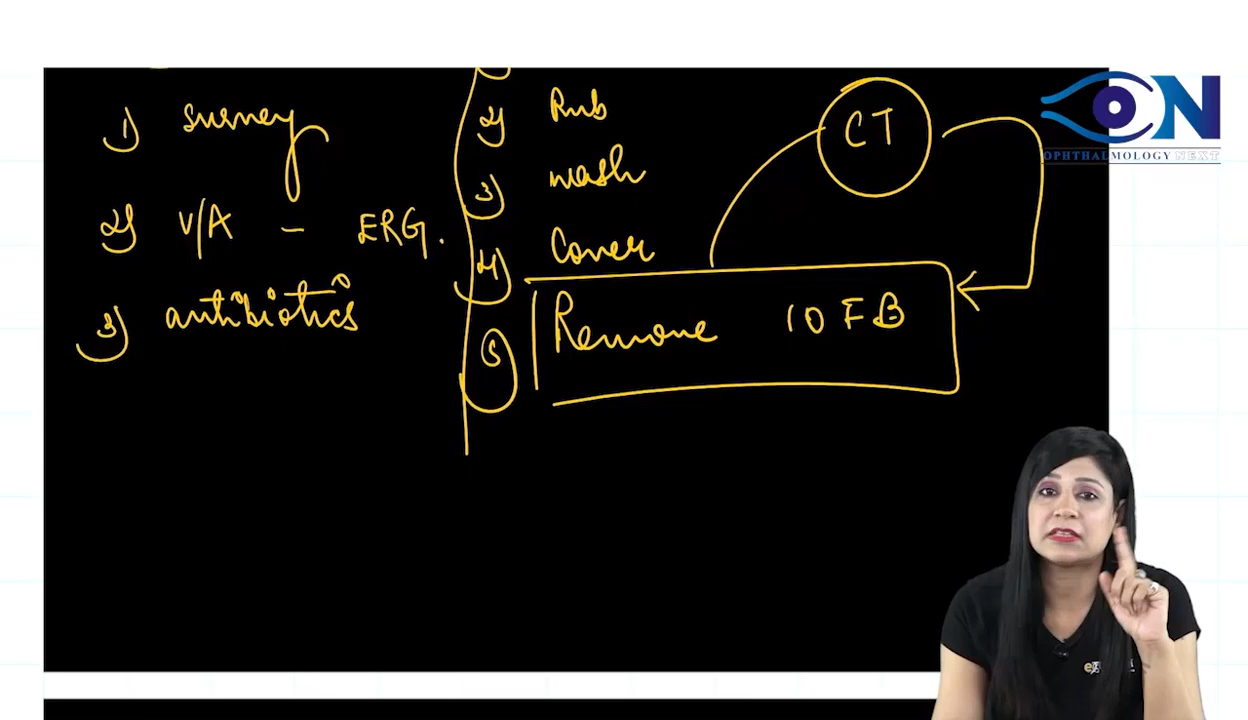 1) Survey
2) V/A - ERG.
3) antibiotics
2) Rub
3) wash
4) Cover
5) Remove IOFB
CT
ON
OPHTHALMOLOGY NEXT